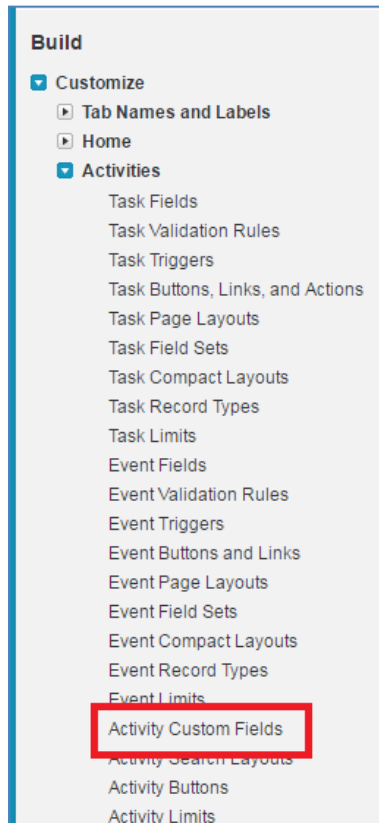 Build
Customize
Tab Names and Labels
Home
Activities
Task Fields
Task Validation Rules
Task Triggers
Task Buttons, Links, and Actions
Task Page Layouts
Task Field Sets
Task Compact Layouts
Task Record Types
Task Limits
Event Fields
Event Validation Rules
Event Triggers
Event Buttons and Links
Event Page Layouts
Event Field Sets
Event Compact Layouts
Event Record Types
Event Limits
Activity Custom Fields
Activity Search Layouts
Activity Buttons
Activity Limits